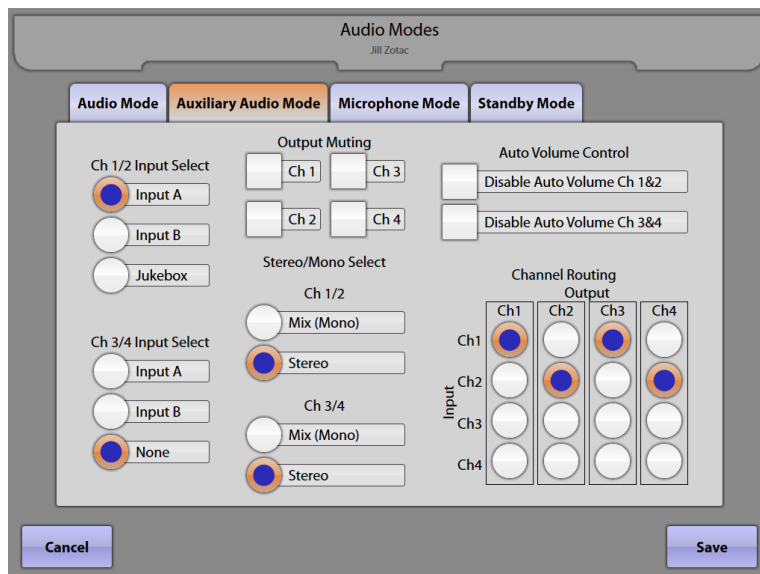 Audio Modes
Jill Zotac
Audio Mode
Auxiliary Audio Mode
Microphone Mode
Standby Mode
Ch 1/2 Input Select
Input A
Input B
Jukebox
Ch 3/4 Input Select
Input A
Input B
None
Output Muting
Ch 1
Ch 3
Ch 2
Ch 4
Stereo/Mono Select
Ch 1/2
Mix (Mono)
Stereo
Ch 3/4
Mix (Mono)
Stereo
Auto Volume Control
Disable Auto Volume Ch 1&2
Disable Auto Volume Ch 3&4
Channel Routing
Output
Ch1 Ch2 Ch3 Ch4
Input
Ch1
Ch2
Ch3
Ch4
Cancel
Save